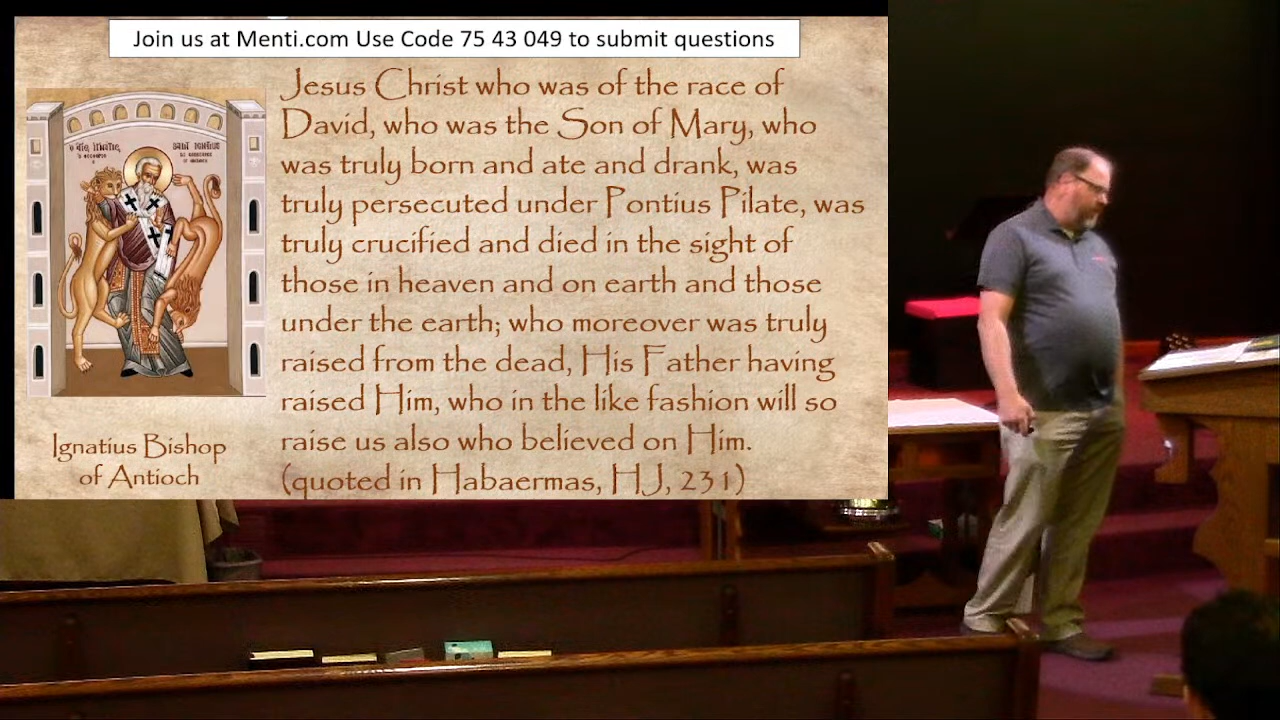 Join us at Menti.com Use Code 75 43 049 to submit questions
Jesus Christ who was of the race of
David, who was the Son of Mary, who
was truly born and ate and drank, was
truly persecuted under Pontius Pilate, was
truly crucified and died in the sight of
those in heaven and on earth and those
under the earth; who moreover was truly
raised from the dead, His Father having
raised Him, who in the like fashion will so
raise us also who believed on Him.
(quoted in Habaermas, HJ, 231)
Ignatius Bishop
of Antioch